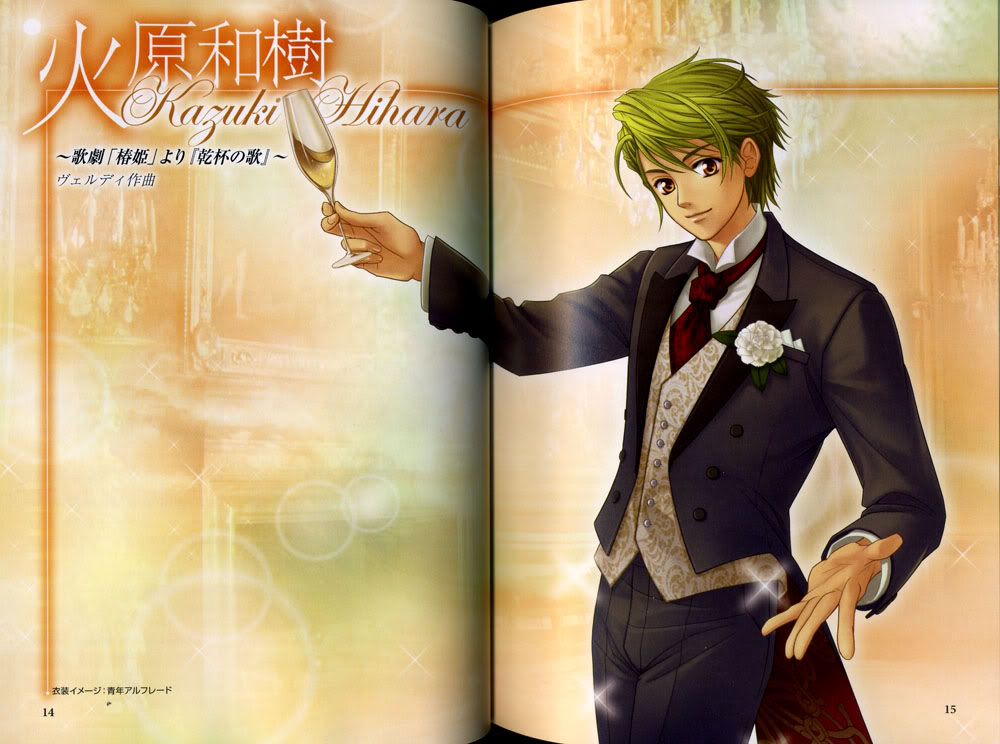 火原和樹
Kazuki Hihara
～歌劇「椿姫」より『乾杯の歌』～
ヴェルディ作曲
衣装イメージ：青年アルフレード
14
15